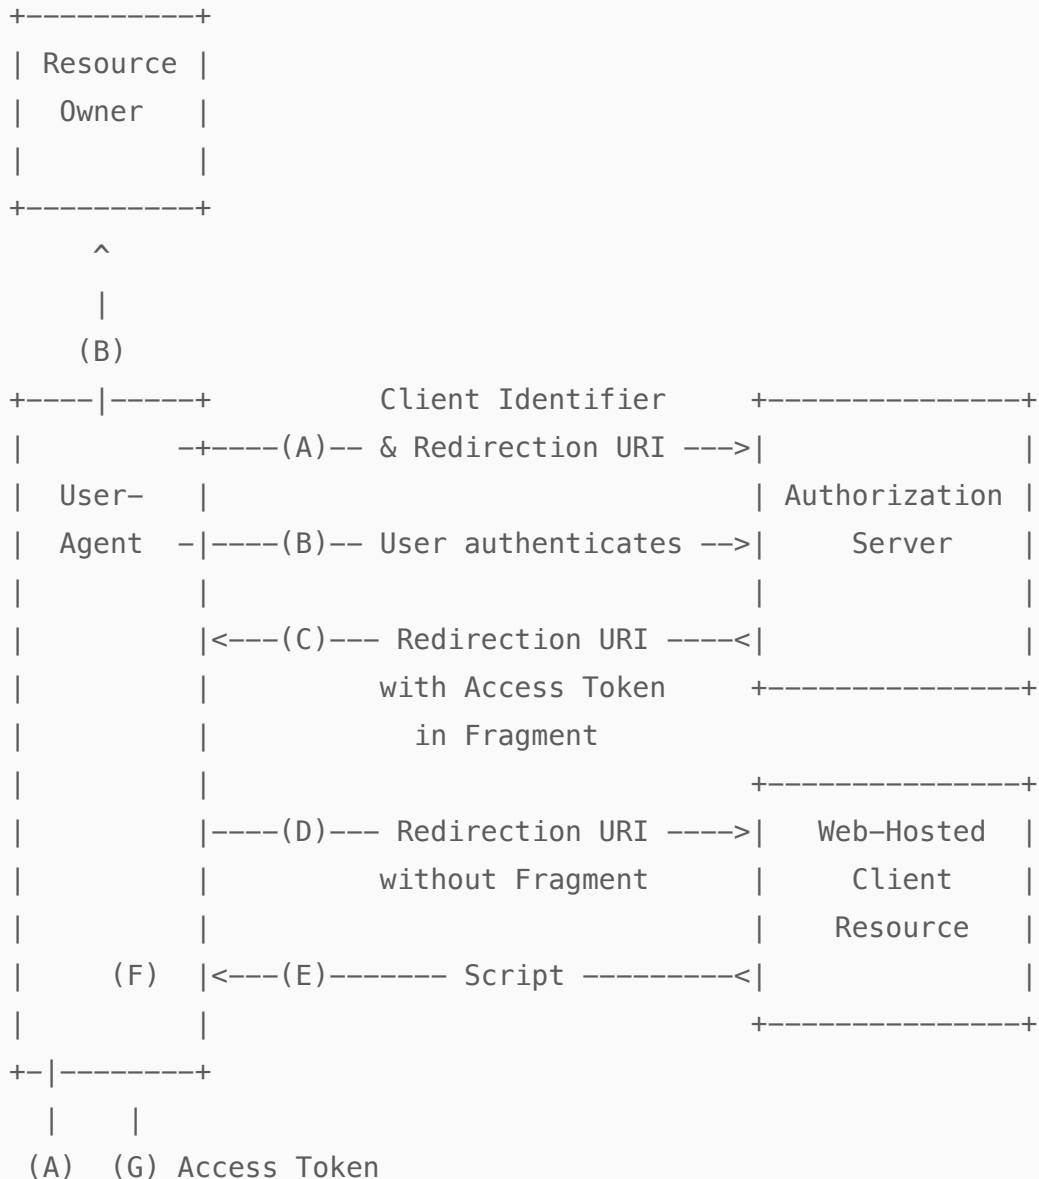 +----------+
| Resource |
|  Owner   |
|          |
+----------+
     ^
     |
    (B)
+----|-----+          Client Identifier     +---------------+
|         -+----(A)-- & Redirection URI --->|               |
|  User-   |                                | Authorization |
|  Agent  -|----(B)-- User authenticates -->|     Server    |
|          |                                |               |
|          |<---(C)--- Redirection URI ----<|               |
|          |          with Access Token     +---------------+
|          |            in Fragment
|          |                                +---------------+
|          |----(D)--- Redirection URI ---->|   Web-Hosted  |
|          |          without Fragment      |     Client    |
|          |                                |    Resource   |
|     (F)  |<---(E)------- Script ---------<|               |
|          |                                +---------------+
+-|--------+
  |    |
 (A)  (G) Access Token